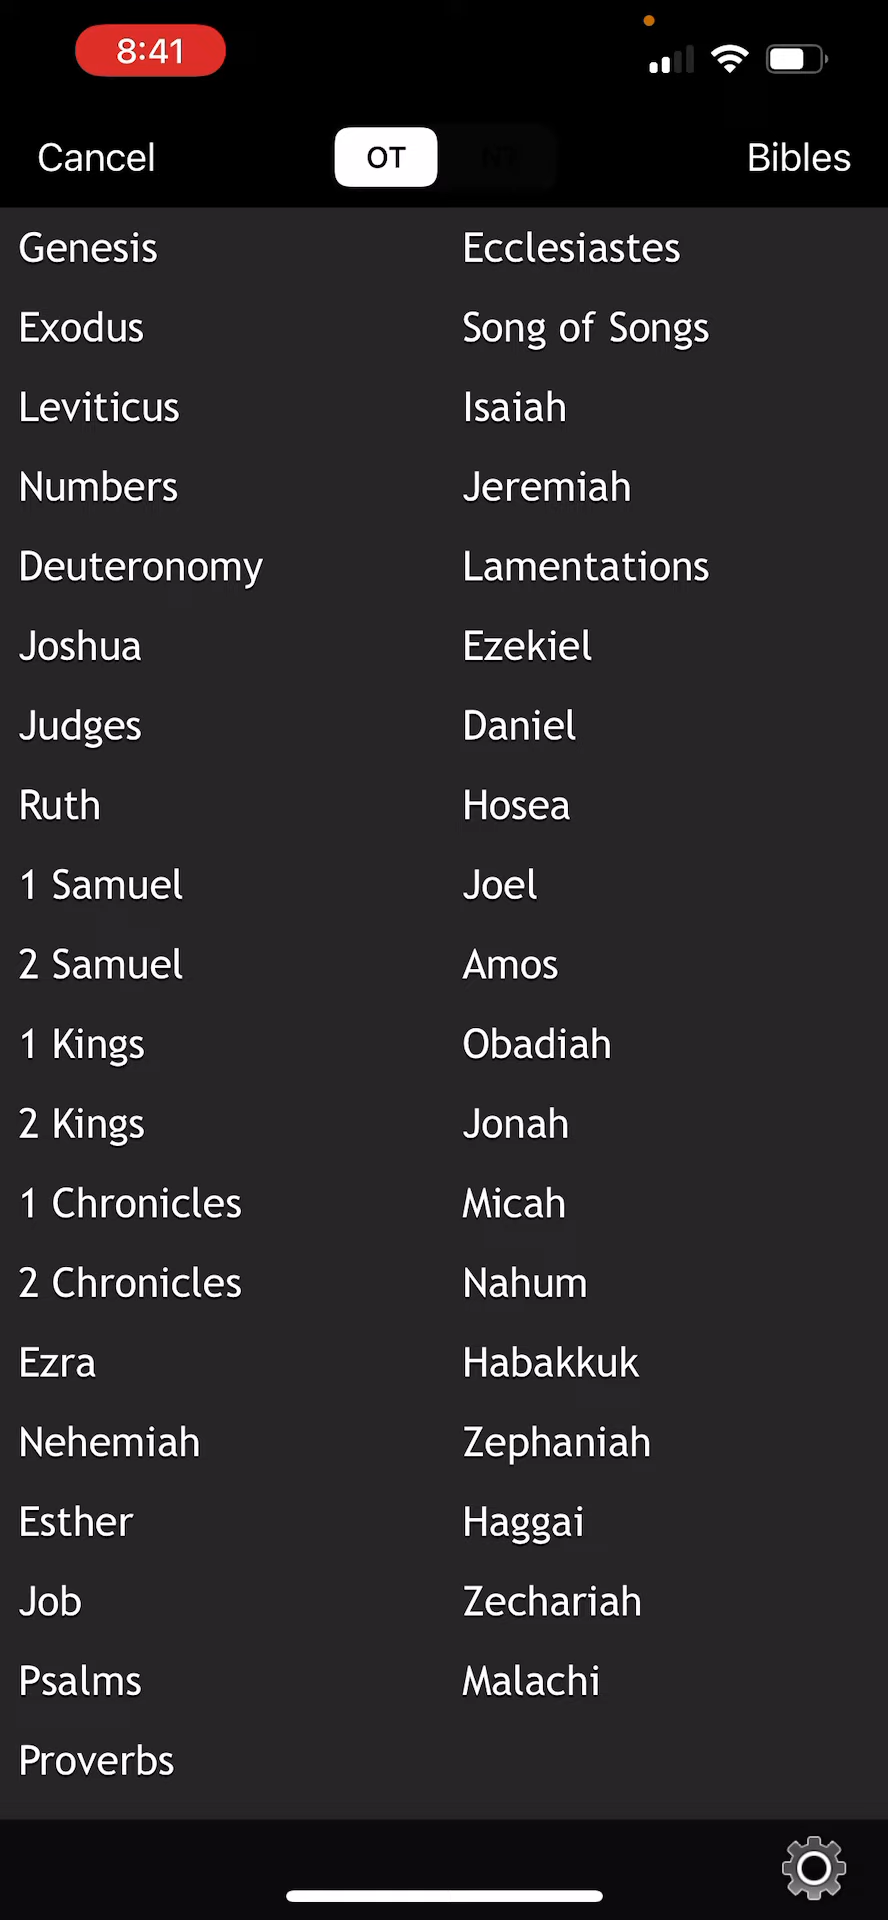 8:41
Cancel
OT
NT
Bibles
Genesis
Exodus
Leviticus
Numbers
Deuteronomy
Joshua
Judges
Ruth
1 Samuel
2 Samuel
1 Kings
2 Kings
1 Chronicles
2 Chronicles
Ezra
Nehemiah
Esther
Job
Psalms
Proverbs
Ecclesiastes
Song of Songs
Isaiah
Jeremiah
Lamentations
Ezekiel
Daniel
Hosea
Joel
Amos
Obadiah
Jonah
Micah
Nahum
Habakkuk
Zephaniah
Haggai
Zechariah
Malachi